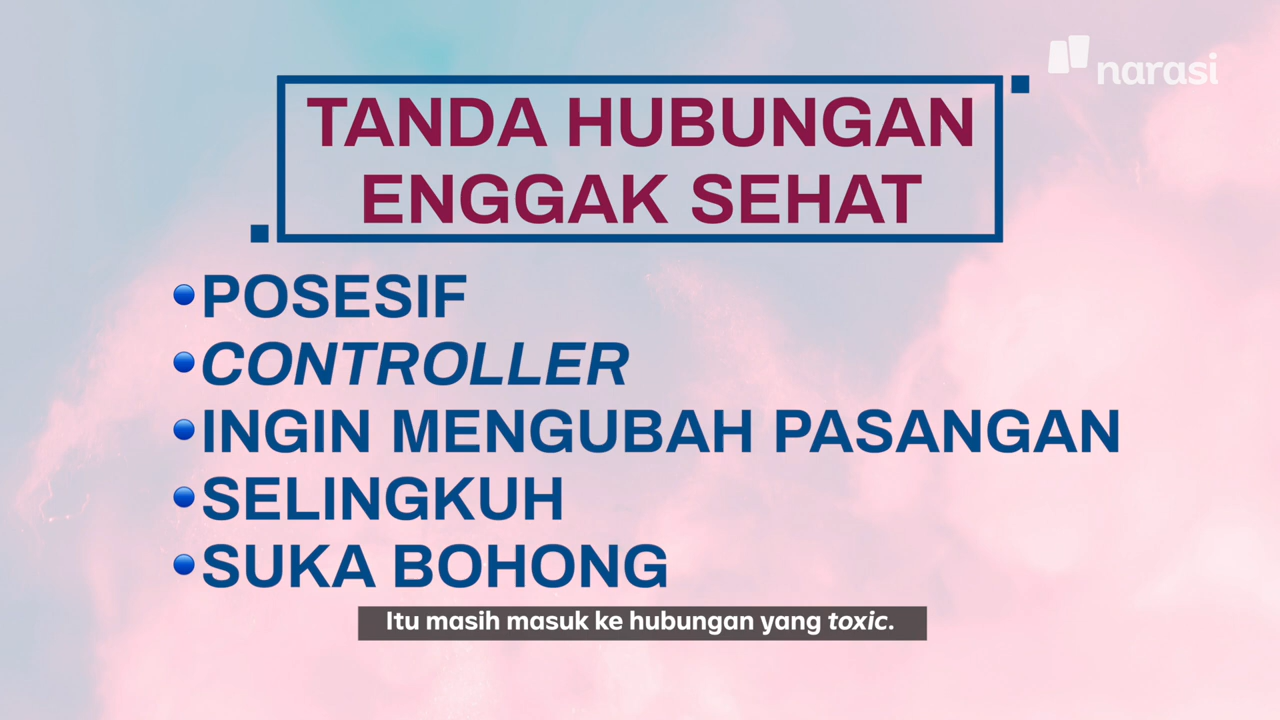 narasi
TANDA HUBUNGAN
ENGGAK SEHAT
POSESIF
CONTROLLER
INGIN MENGUBAH PASANGAN
SELINGKUH
SUKA BOHONG
Itu masih masuk ke hubungan yang toxic.